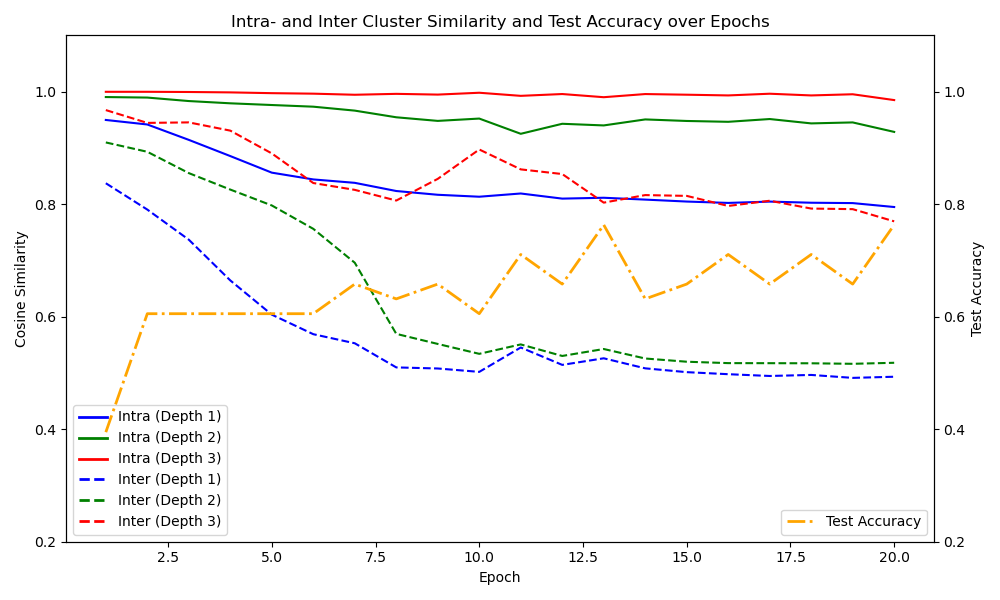 Intra- and Inter Cluster Similarity and Test Accuracy over Epochs
Cosine Similarity
1.0
0.8
0.6
0.4
0.2
Intra (Depth 1)
Intra (Depth 2)
Intra (Depth 3)
Inter (Depth 1)
Inter (Depth 2)
Inter (Depth 3)
Test Accuracy
1.0
0.8
0.6
0.4
0.2
Test Accuracy
2.5 5.0 7.5 10.0 12.5 15.0 17.5 20.0
Epoch